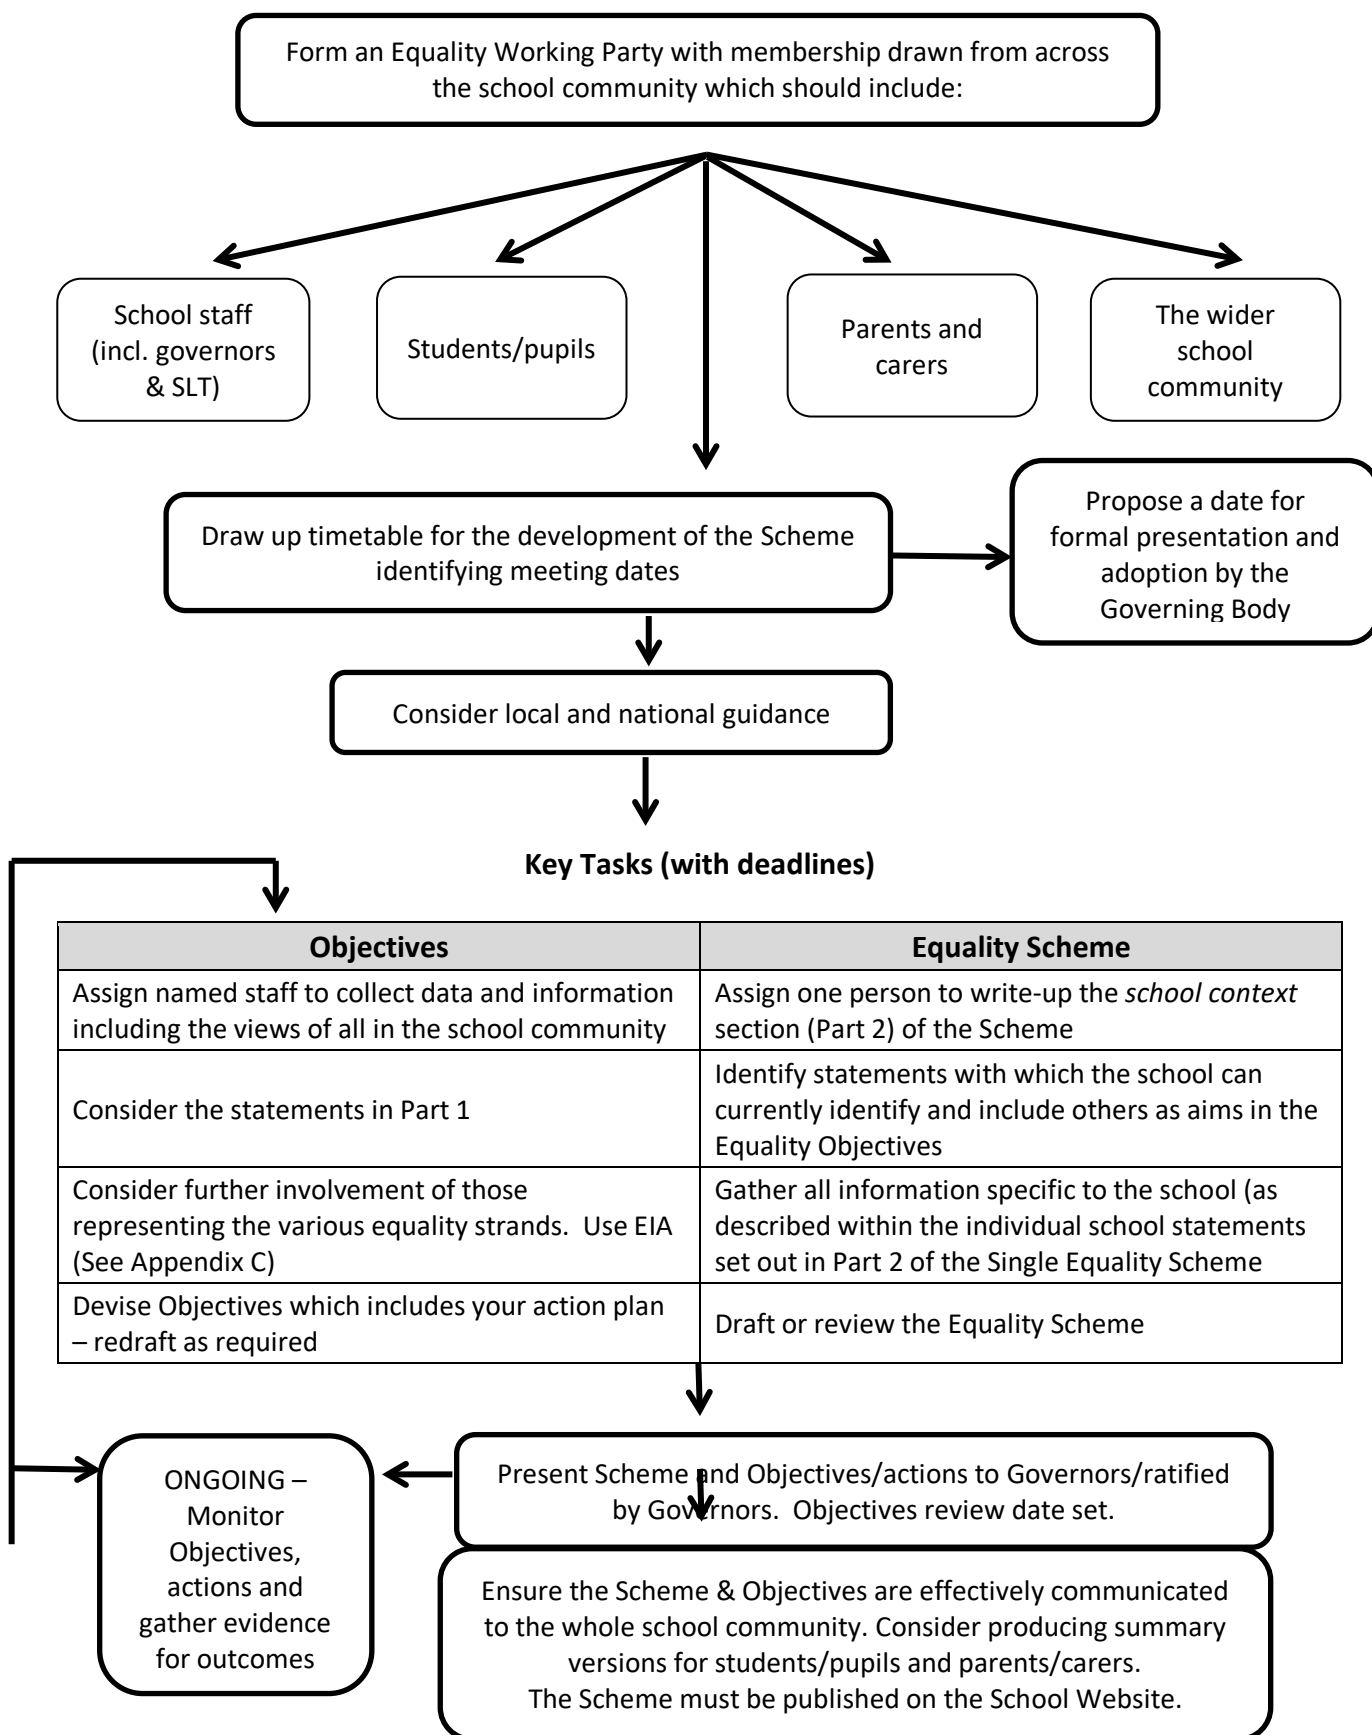 Form an Equality Working Party with membership drawn from across
the school community which should include:
School staff
(incl. governors
& SLT)
Students/pupils
Parents and
carers
The wider
school
community
Draw up timetable for the development of the Scheme
identifying meeting dates
Propose a date for
formal presentation and
adoption by the
Governing Body
Consider local and national guidance
Key Tasks (with deadlines)
Objectives
Equality Scheme
Assign named staff to collect data and information
including the views of all in the school community
Assign one person to write-up the school context
section (Part 2) of the Scheme
Consider the statements in Part 1
Identify statements with which the school can
currently identify and include others as aims in the
Equality Objectives
Consider further involvement of those
representing the various equality strands.  Use EIA
(See Appendix C)
Gather all information specific to the school (as
described within the individual school statements
set out in Part 2 of the Single Equality Scheme
Devise Objectives which includes your action plan
– redraft as required
Draft or review the Equality Scheme
ONGOING –
Monitor
Objectives,
actions and
gather evidence
for outcomes
Present Scheme and Objectives/actions to Governors/ratified
by Governors.  Objectives review date set.
Ensure the Scheme & Objectives are effectively communicated
to the whole school community. Consider producing summary
versions for students/pupils and parents/carers.
The Scheme must be published on the School Website.